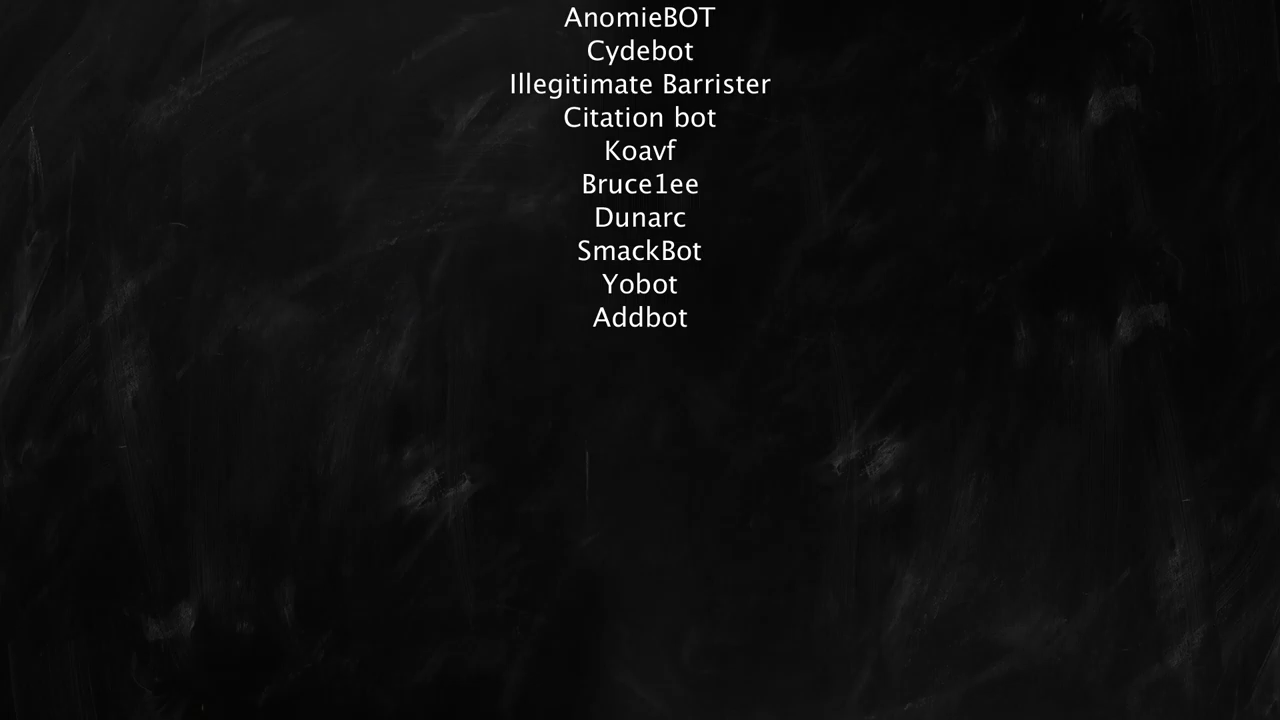 AnomieBOT
Cydebot
Illegitimate Barrister
Citation bot
Koavf
Bruce1ee
Dunarc
SmackBot
Yobot
Addbot